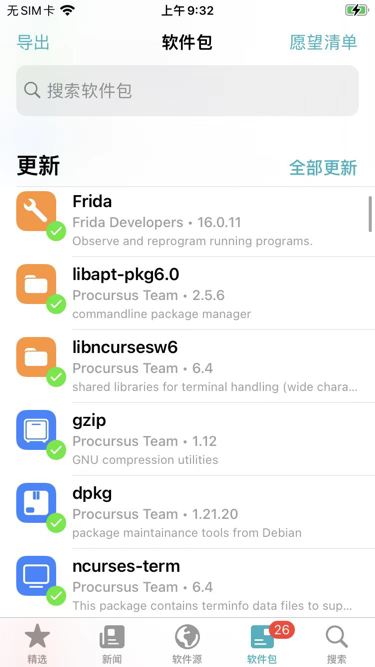 无SIM卡 上午9:32
导出 软件包 愿望清单
搜索软件包
更新 全部更新
Frida
Frida Developers • 16.0.11
Observe and reprogram running programs.
libapt-pkg6.0
Procursus Team • 2.5.6
commandline package manager
libncursesw6
Procursus Team • 6.4
shared libraries for terminal handling (wide chara...
gzip
Procursus Team • 1.12
GNU compression utilities
dpkg
Procursus Team • 1.21.20
package maintainance tools from Debian
ncurses-term
Procursus Team • 6.4
This package contains terminfo data files to sup...
26
精选 新闻 软件源 软件包 搜索